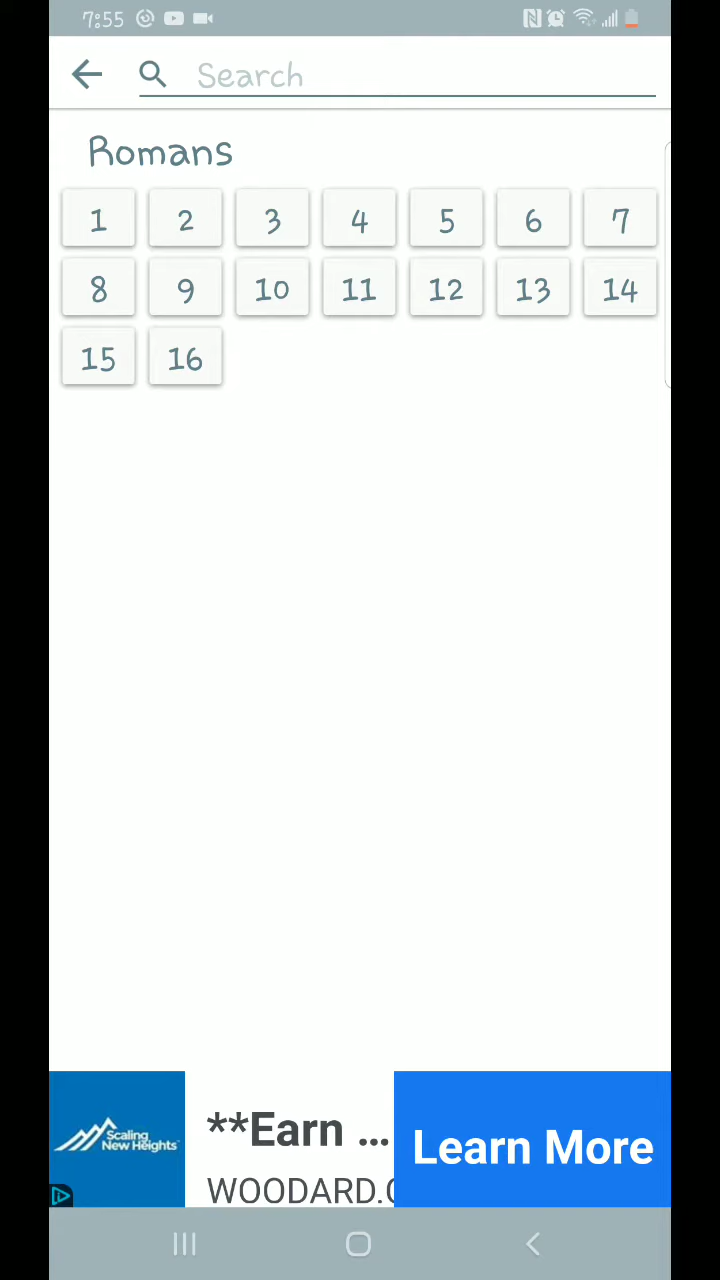 7:55
Search
Romans
1 2 3 4 5 6 7
8 9 10 11 12 13 14
15 16
Scaling
New Heights
**Earn ...
WOODARD.C
Learn More